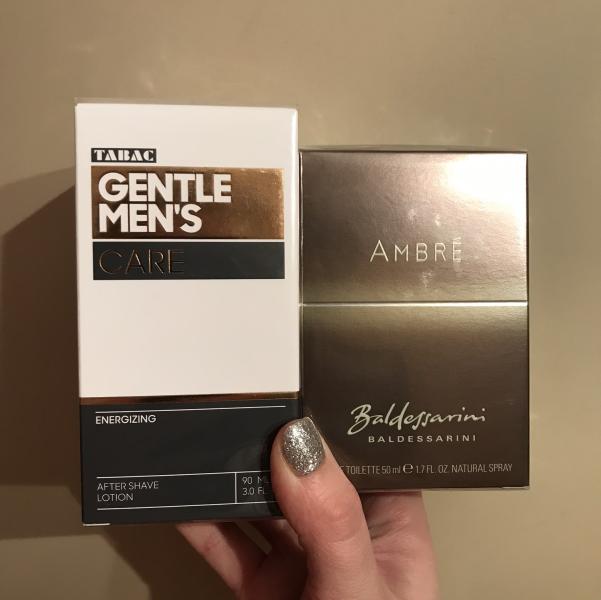 TABAC
GENTLE
MEN'S
CARE
ENERGIZING
AFTER SHAVE
LOTION
90
3.0 FL
AMBRÉ
Baldessarini
BALDESSARINI
TOILETTE 50 ml ℮ 1.7 FL. OZ. NATURAL SPRAY